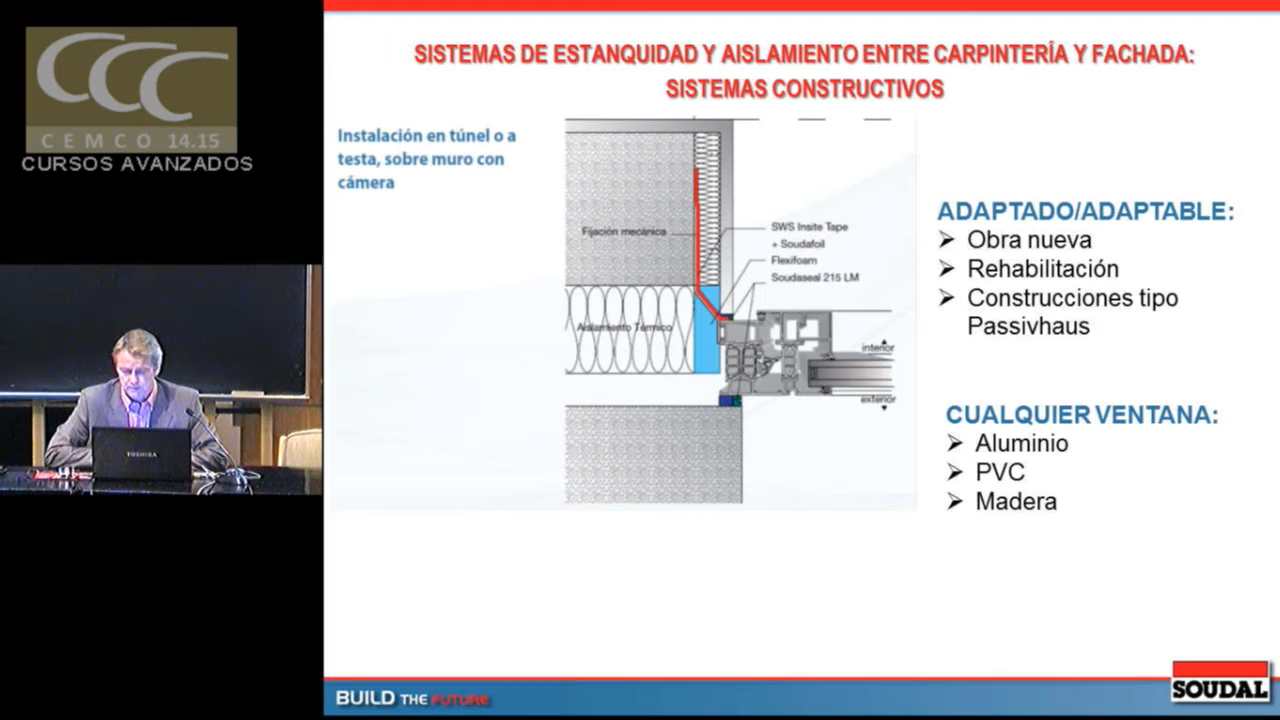 CCC
CEMCO 14.15
CURSOS AVANZADOS
TOSHIBA
SISTEMAS DE ESTANQUIDAD Y AISLAMIENTO ENTRE CARPINTERÍA Y FACHADA:
SISTEMAS CONSTRUCTIVOS
Instalación en túnel o a
testa, sobre muro con
cámera
Fijación mecánica
Aislamiento Térmico
SWS Insite Tape
+ Soudafoil
Flexifoam
Soudaseal 215 LM
interior
exterior
ADAPTADO/ADAPTABLE:
Obra nueva
Rehabilitación
Construcciones tipo
Passivhaus
CUALQUIER VENTANA:
Aluminio
PVC
Madera
BUILD THE FUTURE
SOUDAL